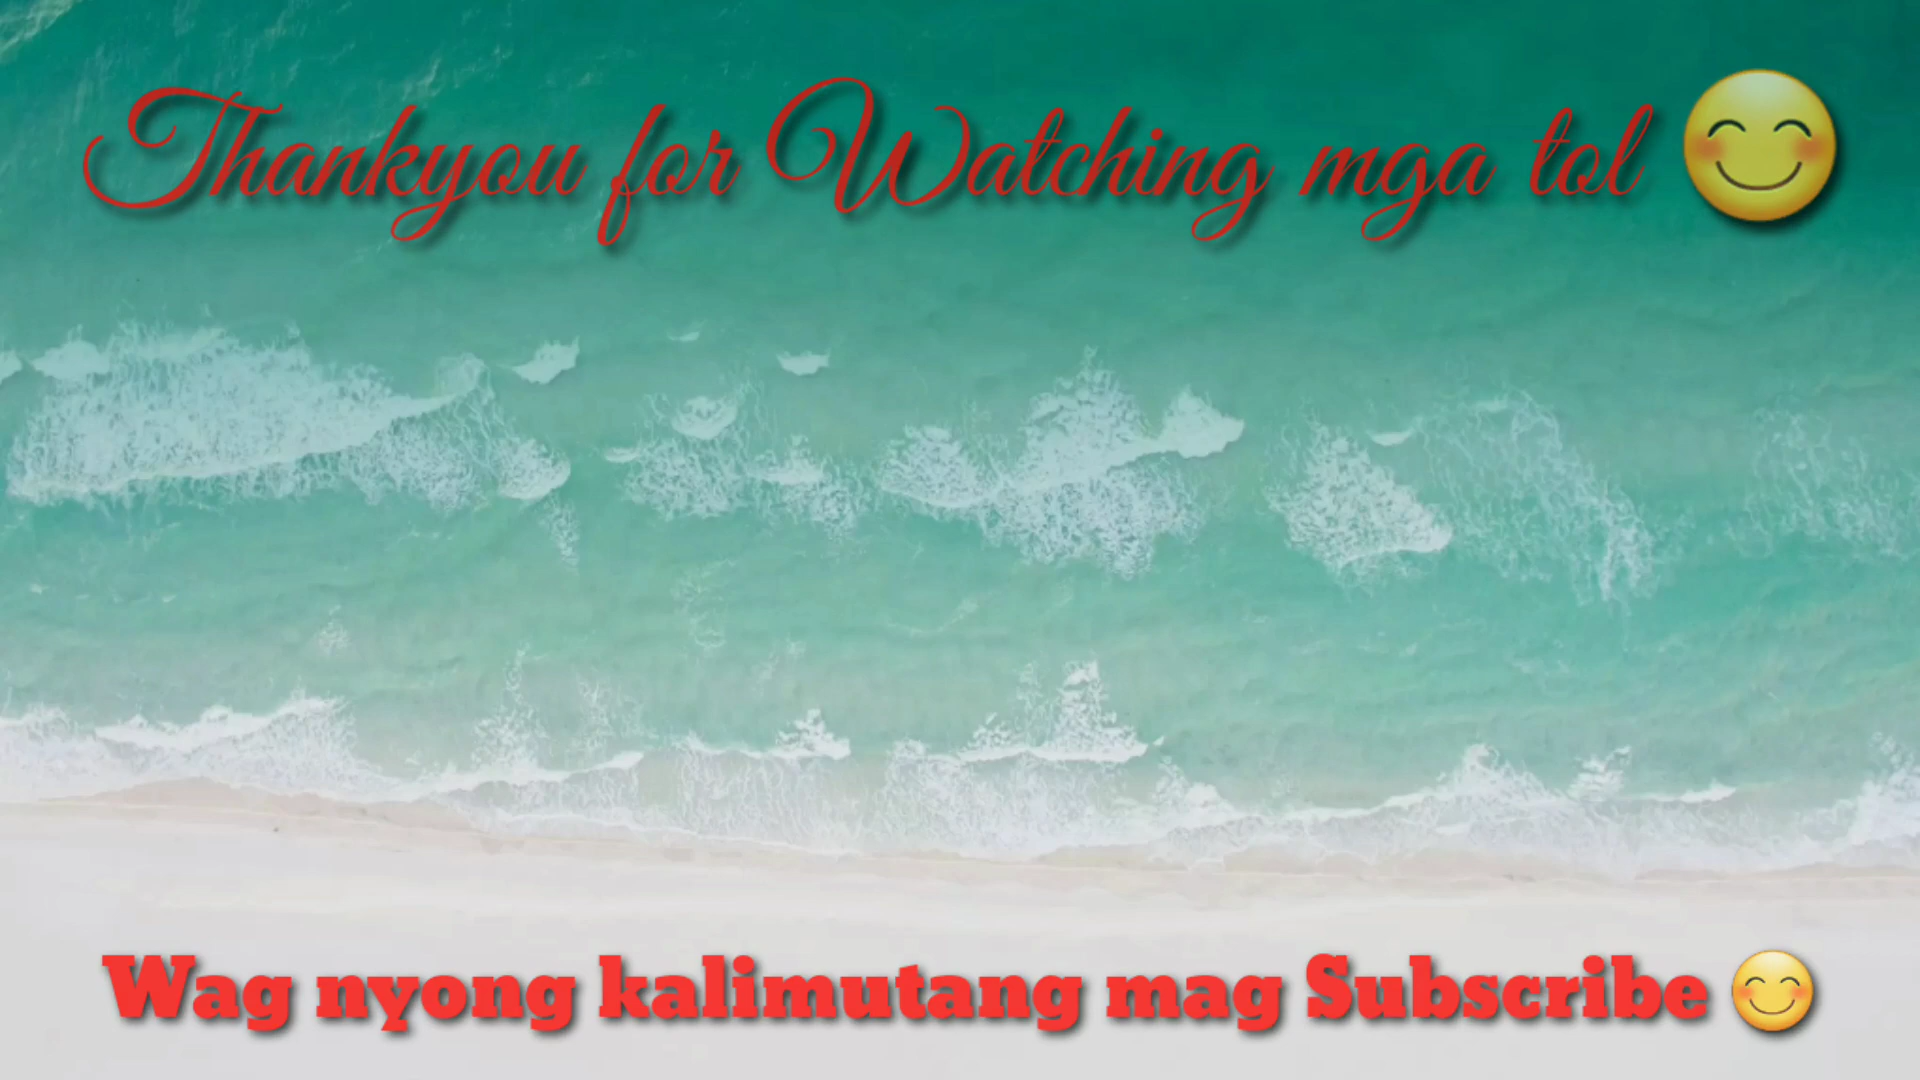 Thankyou for Watching mga tol 😊
Wag nyong kalimutang mag Subscribe 😊